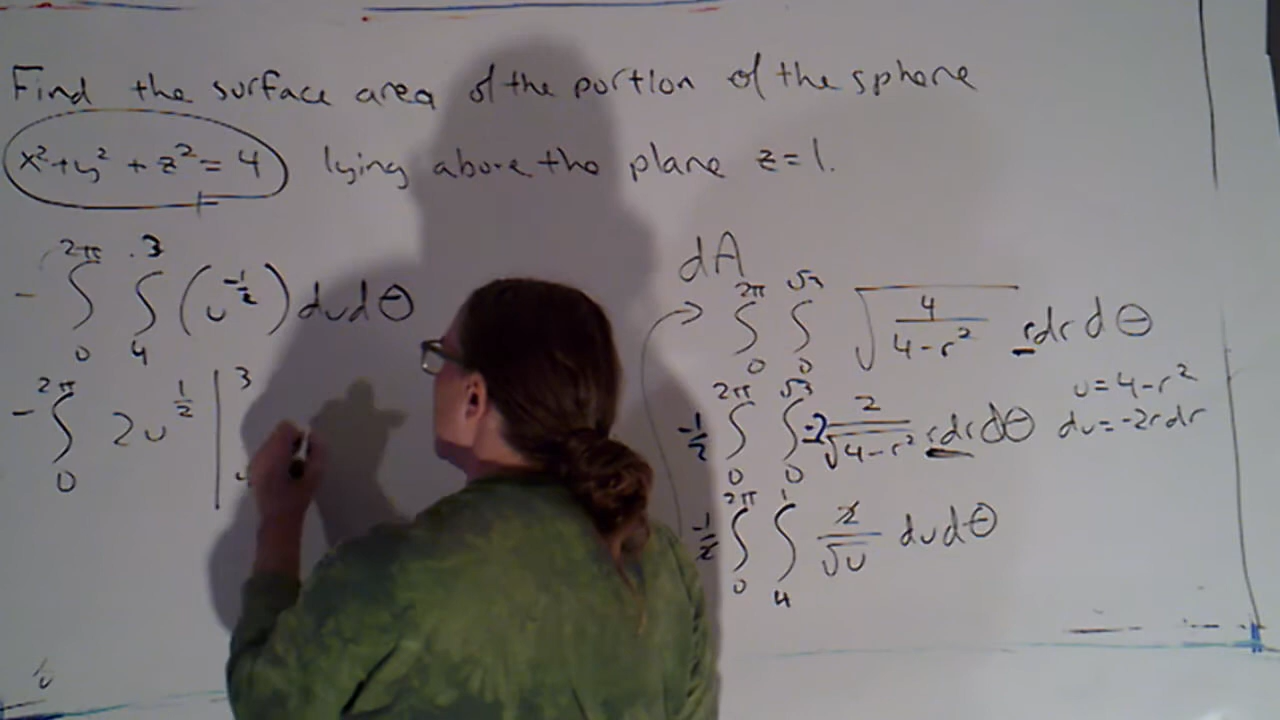 Find the surface area of the portion of the sphere
x²+y²+z²=4 lying above the plane z=1.
-∫₀^{2π} ∫₄^{3} (u^{-1/2}) du dθ
-∫₀^{2π} 2u^{1/2} |₄^{3}
dA
∫₀^{2π} ∫₀^{√3} √(4/(4-r²)) r dr dθ
u=4-r²
-1/2 ∫₀^{2π} ∫₀^{√3} -2 2/√(4-r²) r dr dθ du=-2rdr
-1/2 ∫₀^{2π} ∫₄^{1} 2/√u du dθ